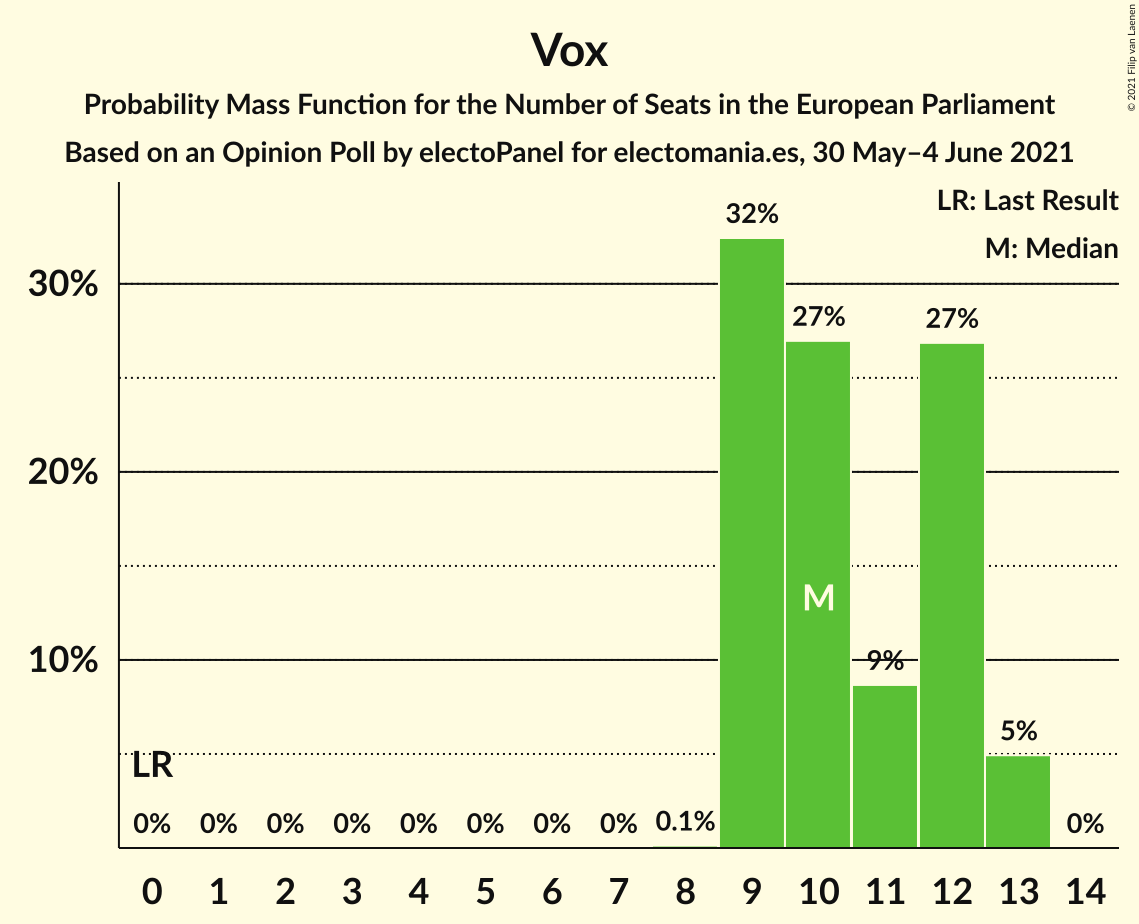 Vox
Probability Mass Function for the Number of Seats in the European Parliament
Based on an Opinion Poll by electoPanel for electomania.es, 30 May–4 June 2021
© 2021 Filip van Laenen
LR: Last Result
M: Median
32%
30%
27%
27%
20%
M
10%
9%
5%
LR
0%
0%
0%
0%
0%
0%
0%
0%
0.1%
0%
0 1 2 3 4 5 6 7 8 9 10 11 12 13 14